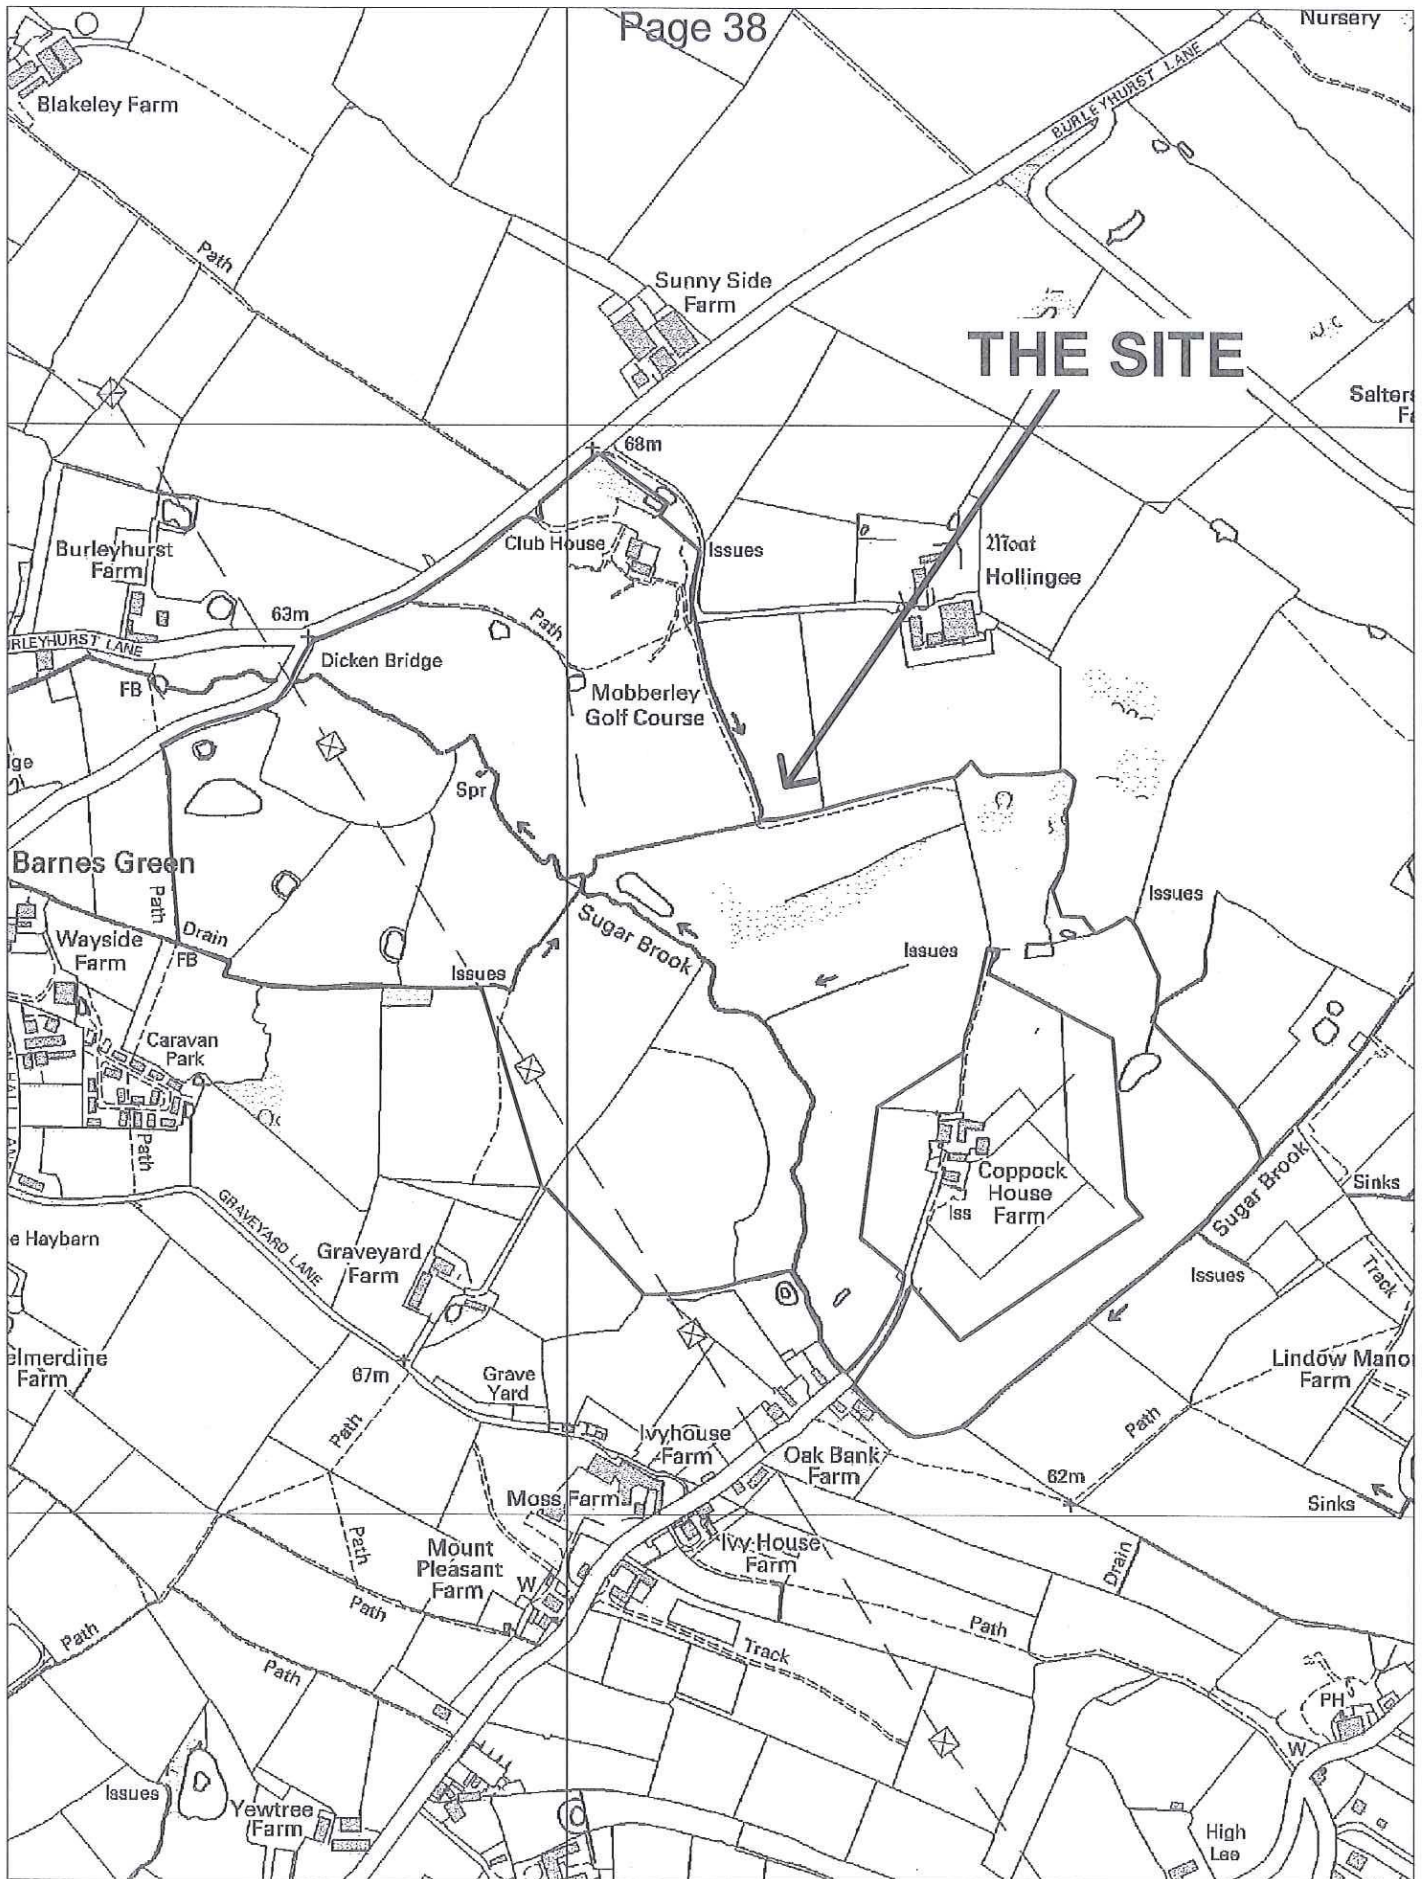 Page 38
Nursery
BURLEYHURST LANE
Blakeley Farm
Path
Sunny Side
Farm
THE SITE
68m
Club House
Issues
Moat
Hollingee
Burleyhurst
Farm
63m
Path
Dicken Bridge
FB
Mobberley
Golf Course
Spr
Barnes Green
Path
Drain
FB
Wayside
Farm
Issues
Sugar Brook
Issues
Issues
Caravan
Park
Path
Coppock
House
Farm
Iss
Sugar Brook
Sinks
Issues
Track
GRAVEYARD LANE
Graveyard
Farm
67m
Grave
Yard
Path
Ivyhouse
Farm
Oak Bank
Farm
Lindow Mano
Farm
Path
62m
Sinks
Moss Farm
Ivy House
Farm
Drain
Mount
Pleasant
Farm
W
Path
Path
Path
Path
Path
Track
PH
W
Issues
Yewtree
Farm
High
Lee
e Haybarn
elmerdine
Farm
URLEYHURST LANE
Salters